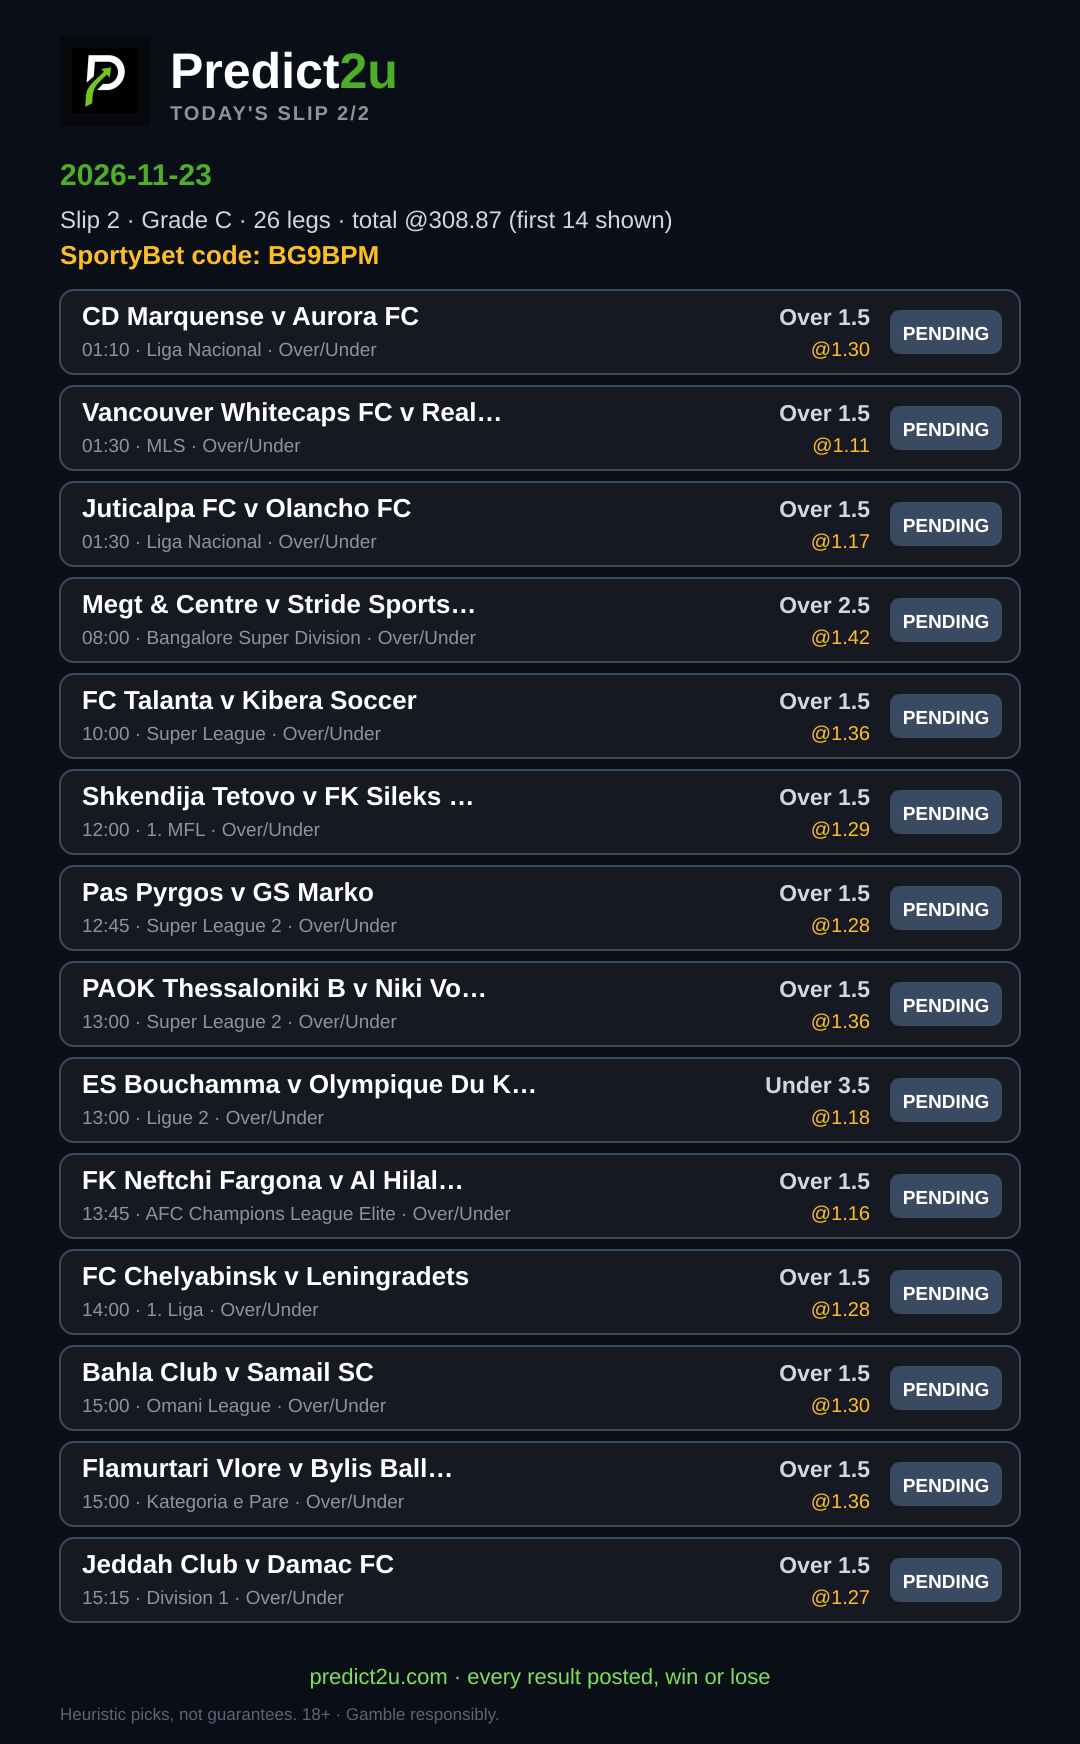 Predict2u
TODAY'S SLIP 2/2
2026-11-23
Slip 2 · Grade C · 26 legs · total @308.87 (first 14 shown)
SportyBet code: BG9BPM
CD Marquense v Aurora FC
Over 1.5
PENDING
01:10 · Liga Nacional · Over/Under
@1.30
Vancouver Whitecaps FC v Real…
Over 1.5
PENDING
01:30 · MLS · Over/Under
@1.11
Juticalpa FC v Olancho FC
Over 1.5
PENDING
01:30 · Liga Nacional · Over/Under
@1.17
Megt & Centre v Stride Sports…
Over 2.5
PENDING
08:00 · Bangalore Super Division · Over/Under
@1.42
FC Talanta v Kibera Soccer
Over 1.5
PENDING
10:00 · Super League · Over/Under
@1.36
Shkendija Tetovo v FK Sileks …
Over 1.5
PENDING
12:00 · 1. MFL · Over/Under
@1.29
Pas Pyrgos v GS Marko
Over 1.5
PENDING
12:45 · Super League 2 · Over/Under
@1.28
PAOK Thessaloniki B v Niki Vo…
Over 1.5
PENDING
13:00 · Super League 2 · Over/Under
@1.36
ES Bouchamma v Olympique Du K…
Under 3.5
PENDING
13:00 · Ligue 2 · Over/Under
@1.18
FK Neftchi Fargona v Al Hilal…
Over 1.5
PENDING
13:45 · AFC Champions League Elite · Over/Under
@1.16
FC Chelyabinsk v Leningradets
Over 1.5
PENDING
14:00 · 1. Liga · Over/Under
@1.28
Bahla Club v Samail SC
Over 1.5
PENDING
15:00 · Omani League · Over/Under
@1.30
Flamurtari Vlore v Bylis Ball…
Over 1.5
PENDING
15:00 · Kategoria e Pare · Over/Under
@1.36
Jeddah Club v Damac FC
Over 1.5
PENDING
15:15 · Division 1 · Over/Under
@1.27
predict2u.com · every result posted, win or lose
Heuristic picks, not guarantees. 18+ · Gamble responsibly.